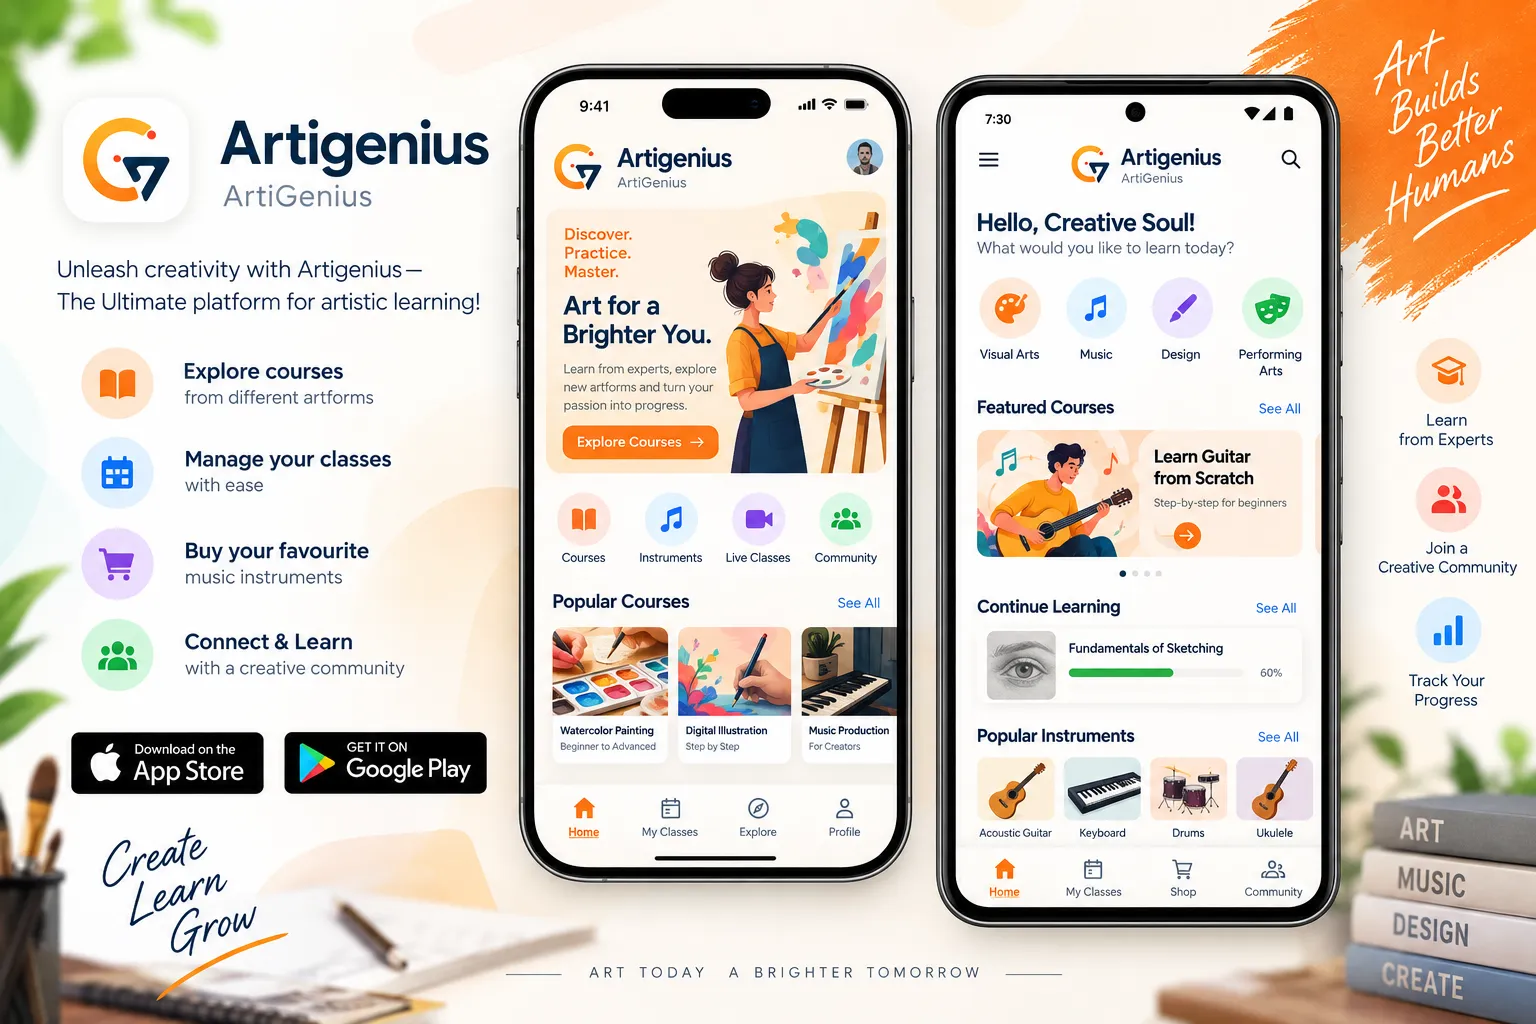 Artigenius
ArtiGenius
Unleash creativity with Artigenius—
The Ultimate platform for artistic learning!
Explore courses
from different artforms
Manage your classes
with ease
Buy your favourite
music instruments
Connect & Learn
with a creative community
Download on the
App Store
GET IT ON
Google Play
Create
Learn
Grow
9:41
Artigenius
ArtiGenius
Discover.
Practice.
Master.
Art for a
Brighter You.
Learn from experts, explore
new artforms and turn your
passion into progress.
Explore Courses →
Courses
Instruments
Live Classes
Community
Popular Courses
See All
Watercolor Painting
Beginner to Advanced
Digital Illustration
Step by Step
Music Production
For Creators
Home
My Classes
Explore
Profile
7:30
Artigenius
ArtiGenius
Hello, Creative Soul!
What would you like to learn today?
Visual Arts
Music
Design
Performing
Arts
Featured Courses
See All
Learn Guitar
from Scratch
Step-by-step for beginners
Continue Learning
See All
Fundamentals of Sketching
60%
Popular Instruments
See All
Acoustic Guitar
Keyboard
Drums
Ukulele
Home
My Classes
Shop
Community
Art
Builds
Better
Humans
Learn
from Experts
Join a
Creative Community
Track Your
Progress
ART
MUSIC
DESIGN
CREATE
ART TODAY A BRIGHTER TOMORROW